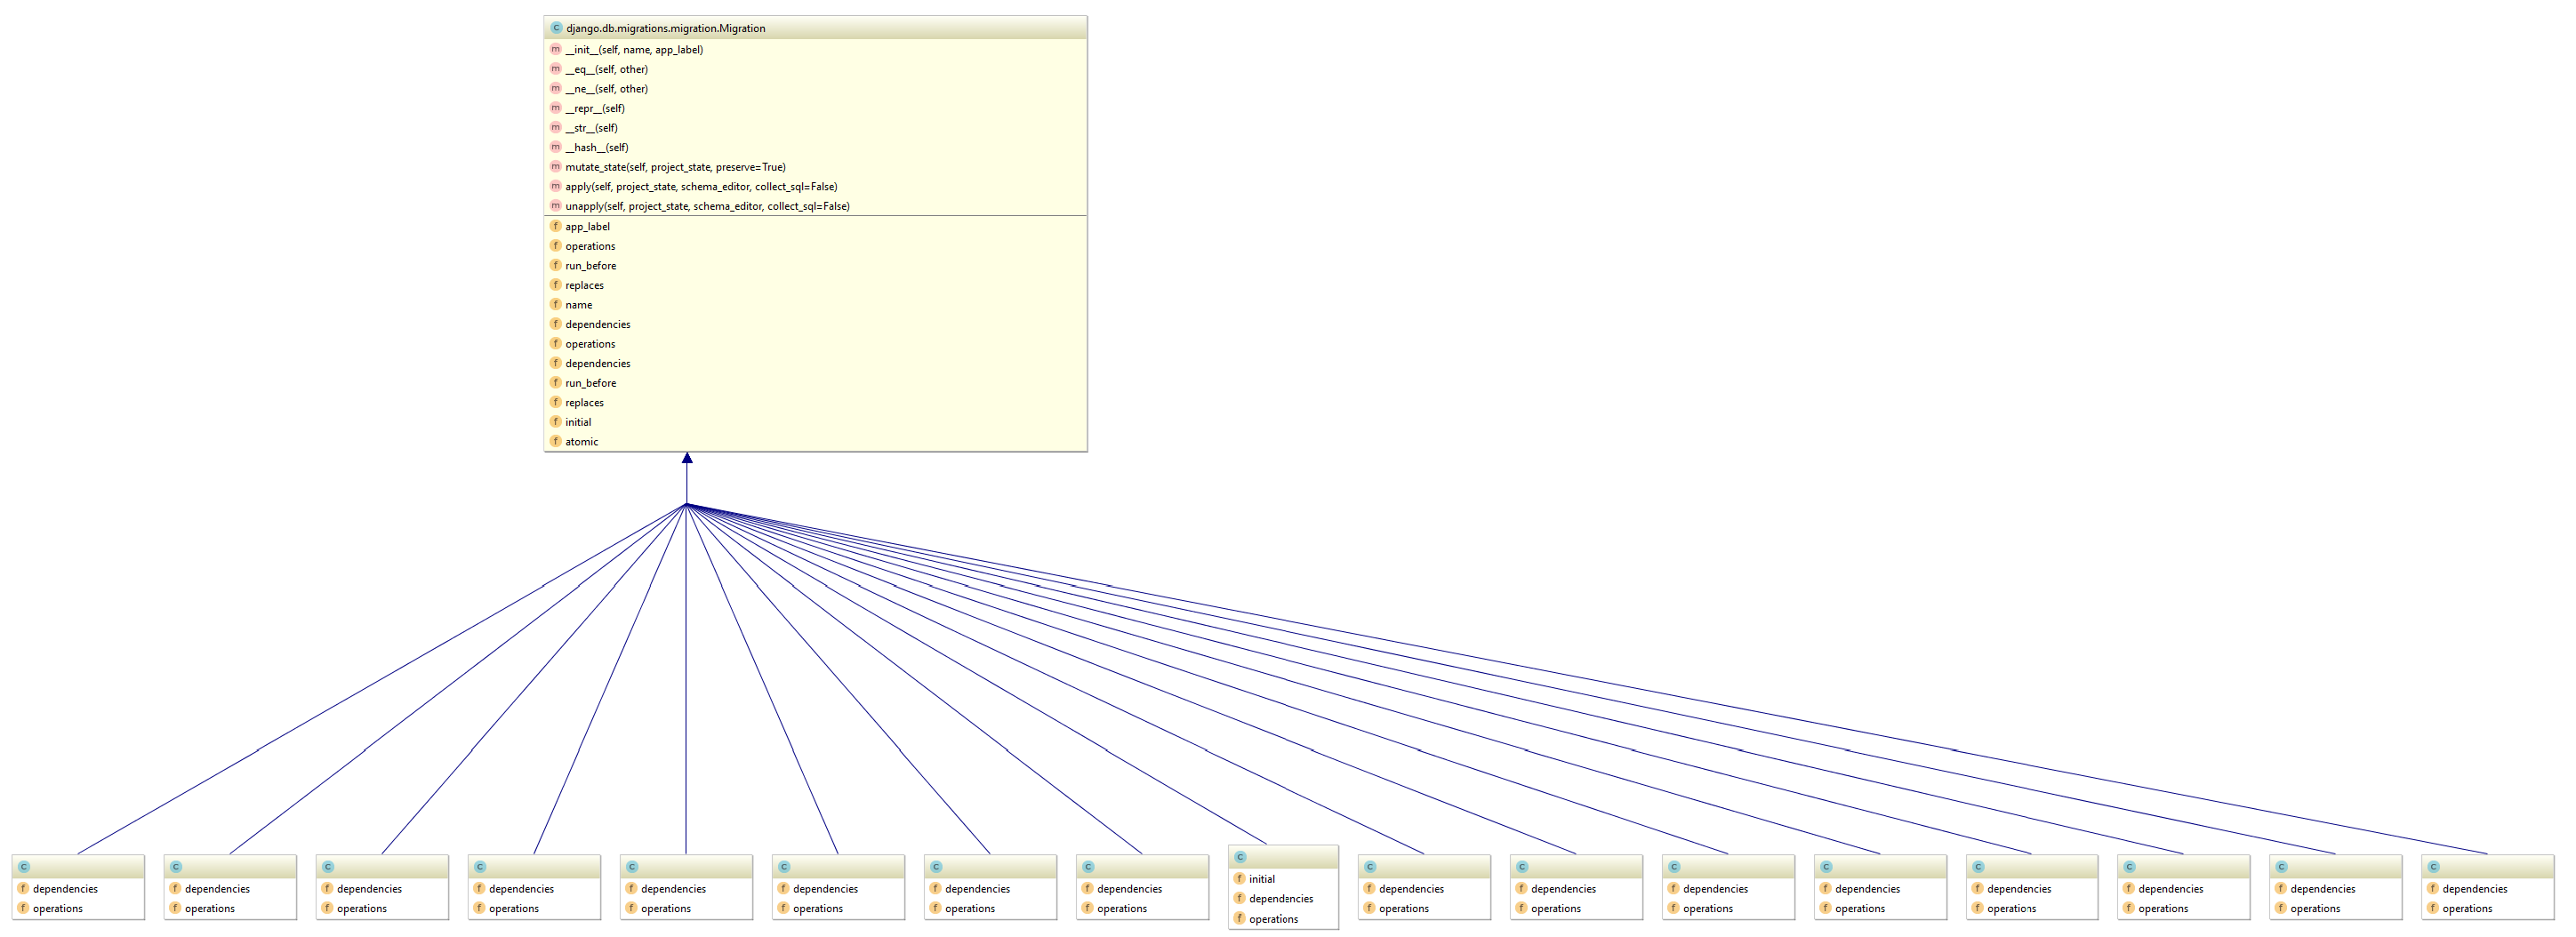 C django.db.migrations.migration.Migration
m __init__(self, name, app_label)
m __eq__(self, other)
m __ne__(self, other)
m __repr__(self)
m __str__(self)
m __hash__(self)
m mutate_state(self, project_state, preserve=True)
m apply(self, project_state, schema_editor, collect_sql=False)
m unapply(self, project_state, schema_editor, collect_sql=False)
f app_label
f operations
f run_before
f replaces
f name
f dependencies
f operations
f dependencies
f run_before
f replaces
f initial
f atomic
C
f dependencies
f operations
C
f dependencies
f operations
C
f dependencies
f operations
C
f dependencies
f operations
C
f dependencies
f operations
C
f dependencies
f operations
C
f dependencies
f operations
C
f dependencies
f operations
C
f initial
f dependencies
f operations
C
f dependencies
f operations
C
f dependencies
f operations
C
f dependencies
f operations
C
f dependencies
f operations
C
f dependencies
f operations
C
f dependencies
f operations
C
f dependencies
f operations
C
f dependencies
f operations